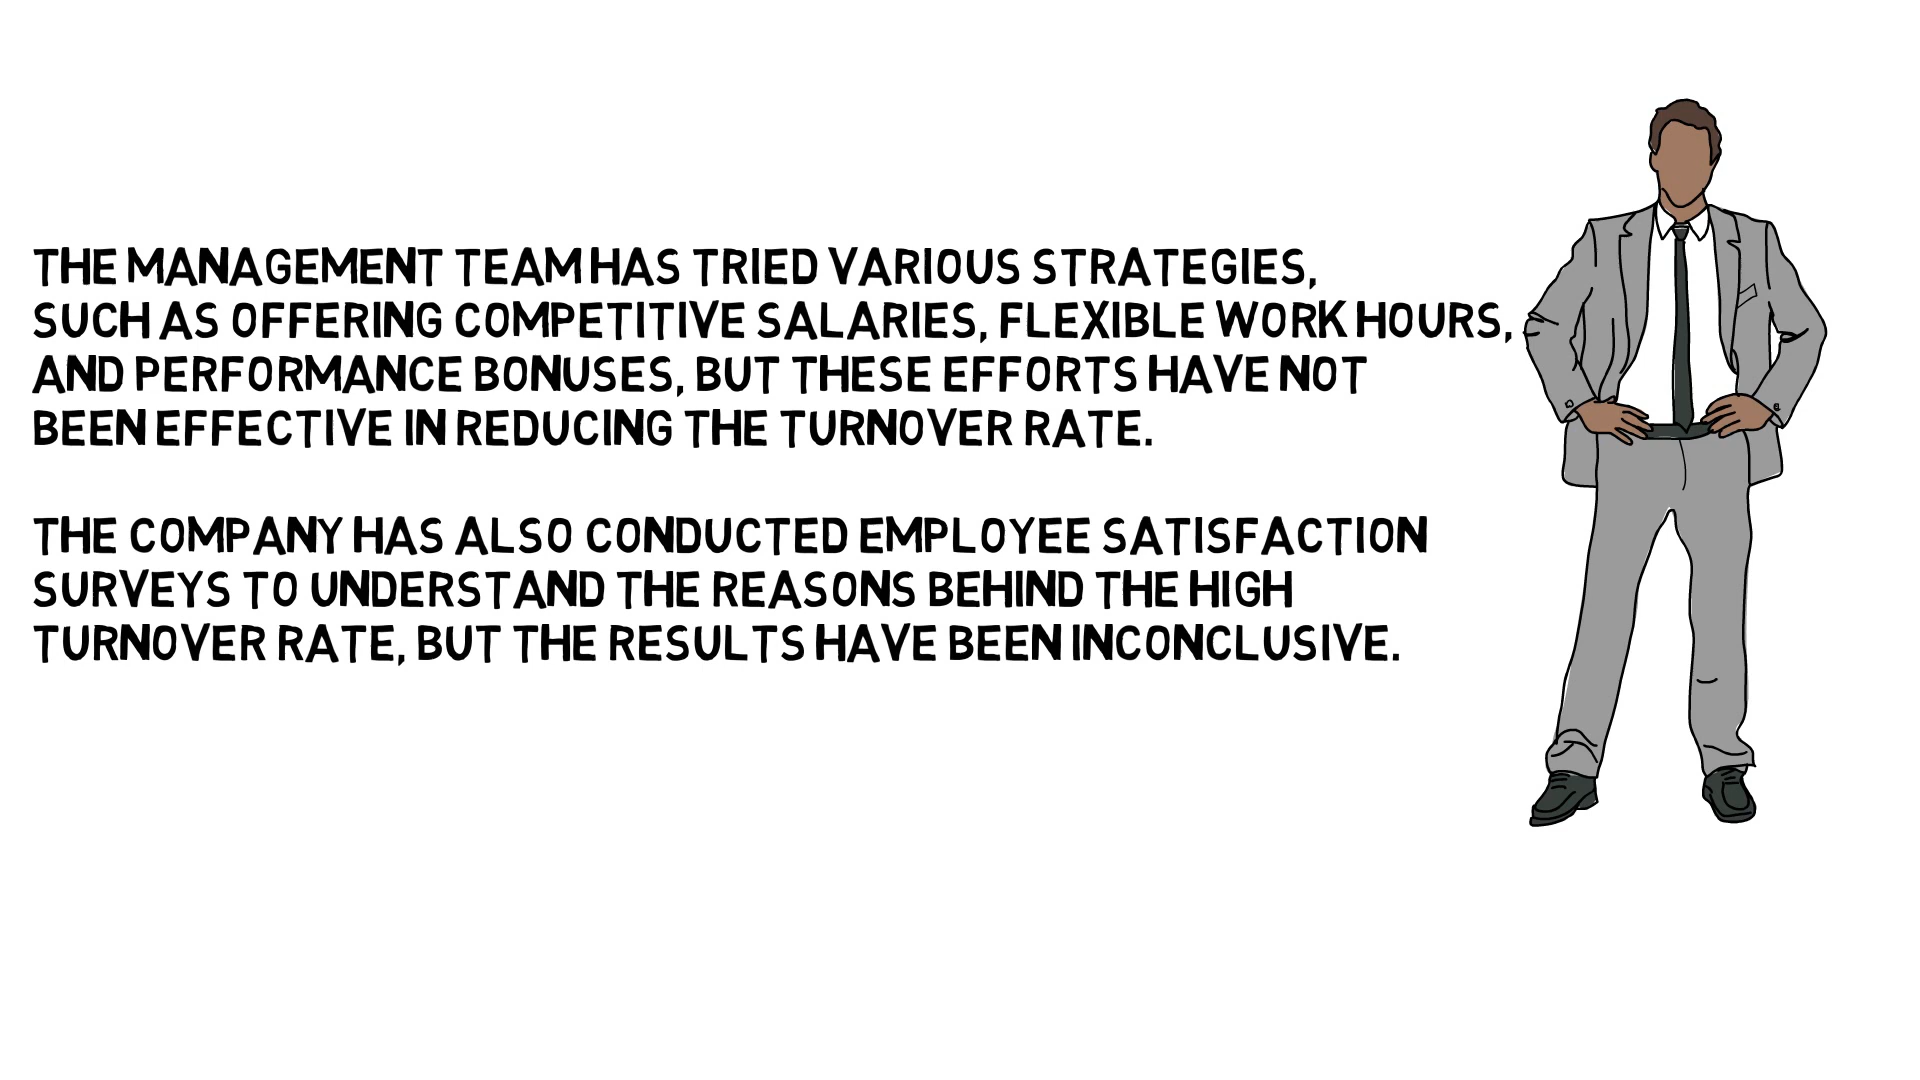 THE MANAGEMENT TEAM HAS TRIED VARIOUS STRATEGIES,
SUCH AS OFFERING COMPETITIVE SALARIES, FLEXIBLE WORK HOURS,
AND PERFORMANCE BONUSES, BUT THESE EFFORTS HAVE NOT
BEEN EFFECTIVE IN REDUCING THE TURNOVER RATE.
THE COMPANY HAS ALSO CONDUCTED EMPLOYEE SATISFACTION
SURVEYS TO UNDERSTAND THE REASONS BEHIND THE HIGH
TURNOVER RATE, BUT THE RESULTS HAVE BEEN INCONCLUSIVE.